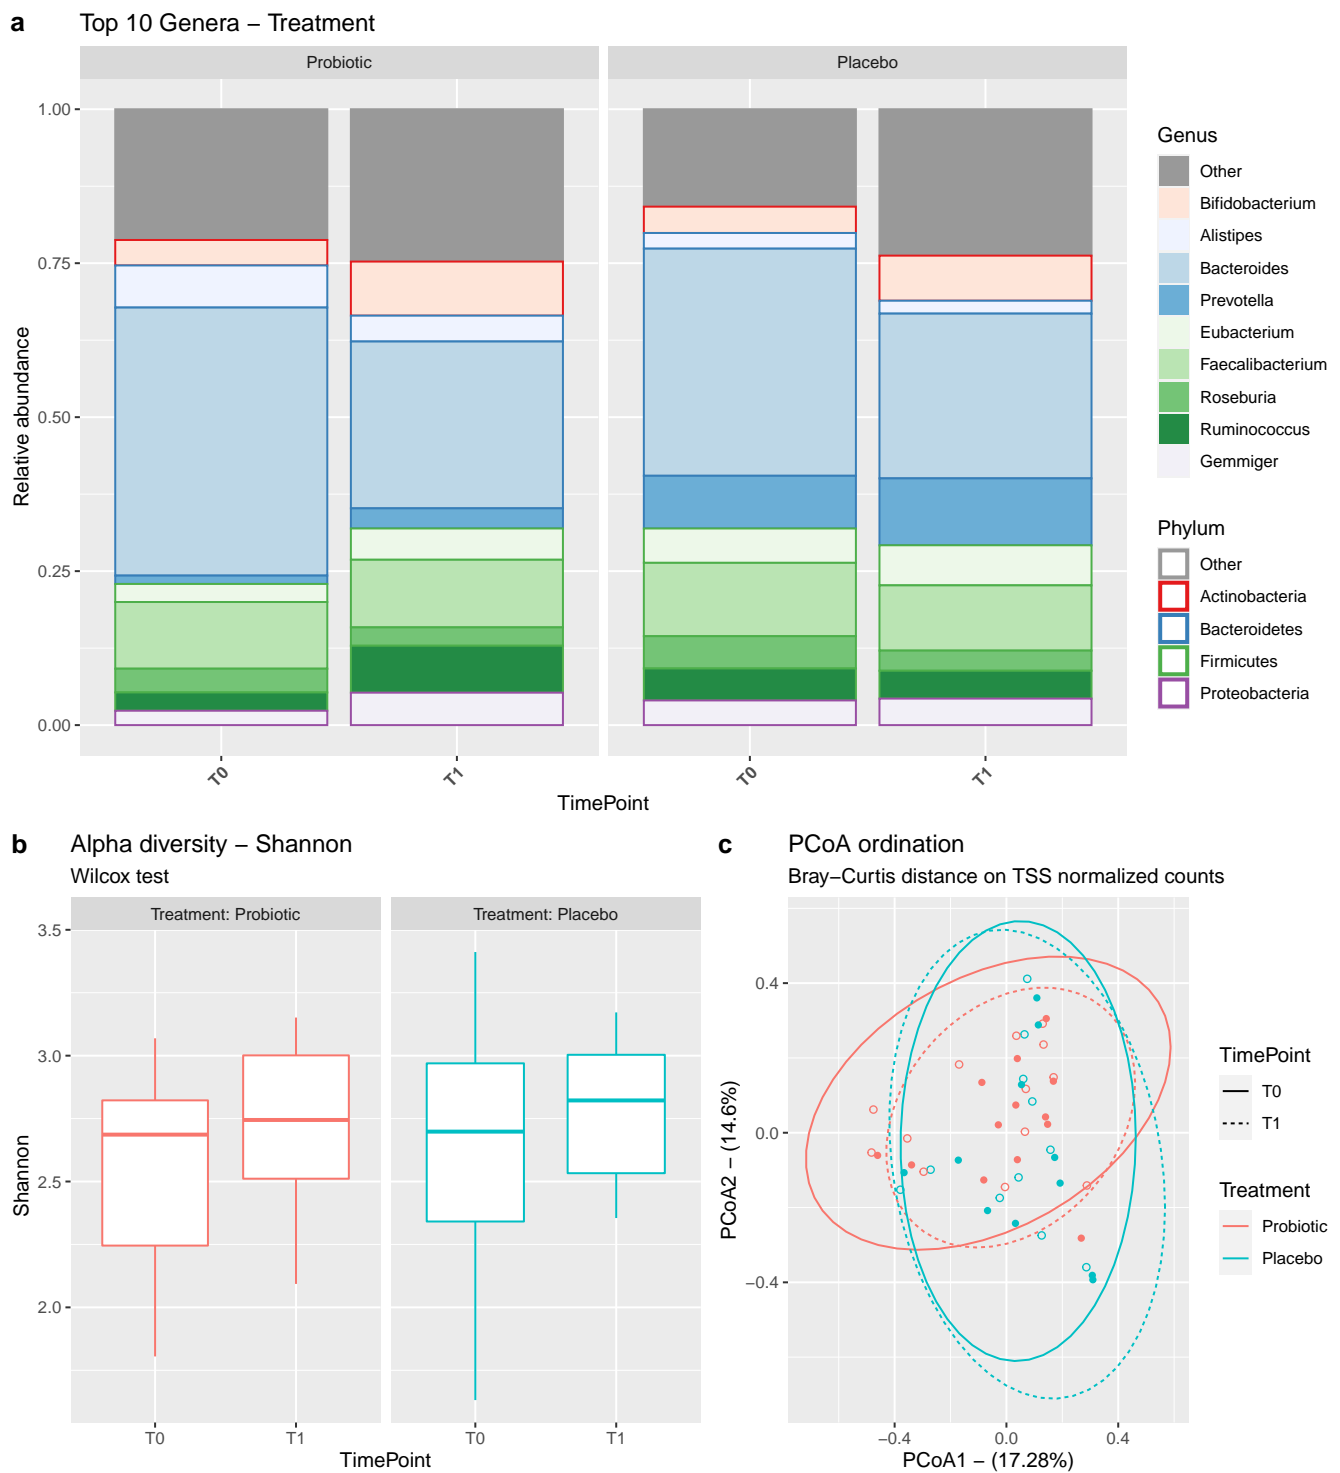 a Top 10 Genera – Treatment
Probiotic
Placebo
1.00
0.75
0.50
0.25
0.00
Relative abundance
T0
T1
T0
T1
TimePoint
Genus
Other
Bifidobacterium
Alistipes
Bacteroides
Prevotella
Eubacterium
Faecalibacterium
Roseburia
Ruminococcus
Gemmiger
Phylum
Other
Actinobacteria
Bacteroidetes
Firmicutes
Proteobacteria
b Alpha diversity – Shannon
Wilcox test
Treatment: Probiotic
Treatment: Placebo
3.5
3.0
2.5
2.0
Shannon
T0
T1
T0
T1
TimePoint
c PCoA ordination
Bray–Curtis distance on TSS normalized counts
0.4
0.0
−0.4
PCoA2 – (14.6%)
−0.4
0.0
0.4
PCoA1 – (17.28%)
TimePoint
T0
T1
Treatment
Probiotic
Placebo